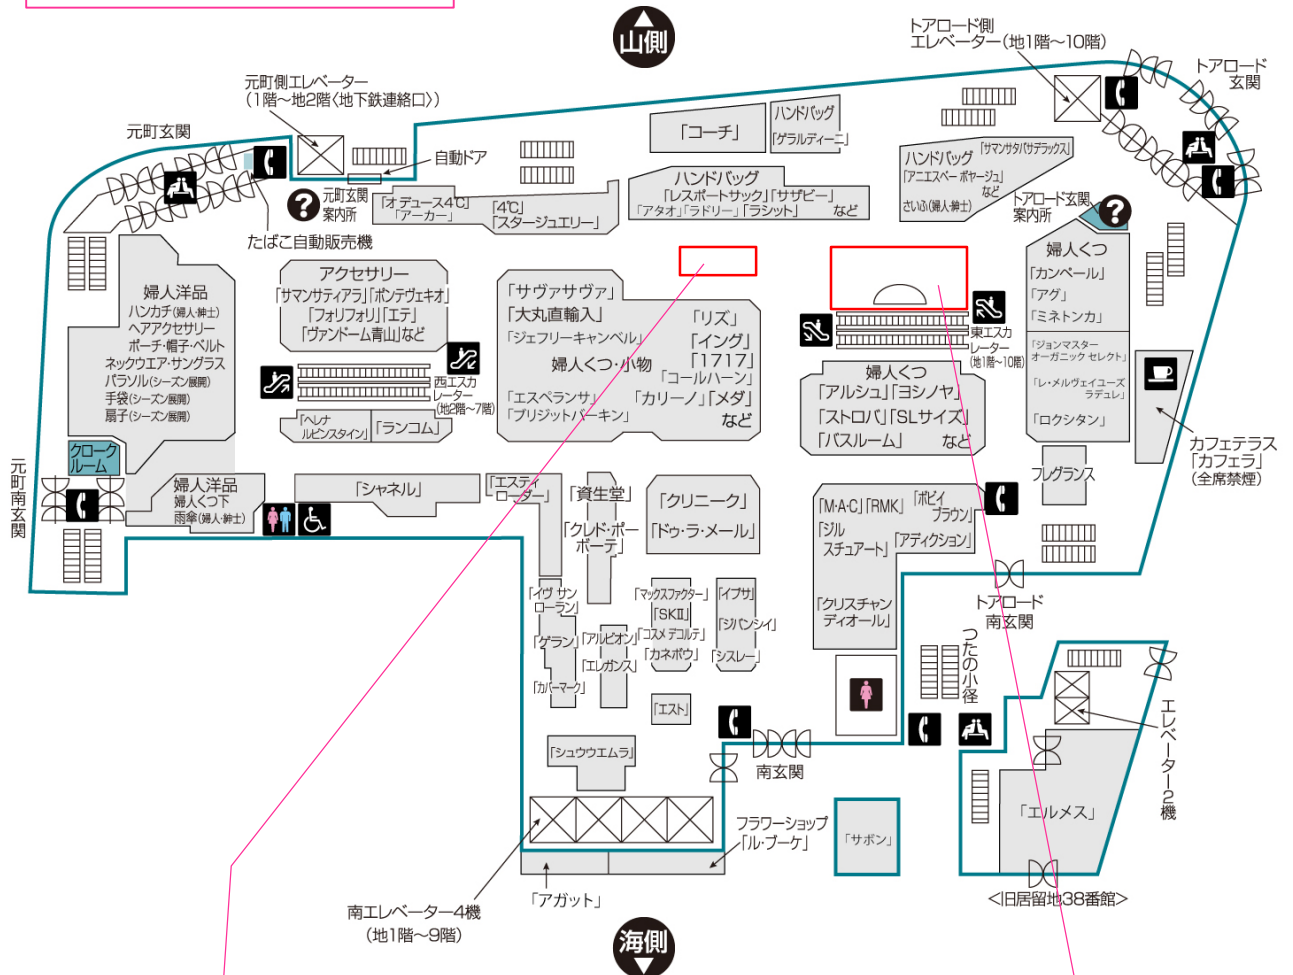 山側
トアロード側
エレベーター(地1階〜10階)
トアロード
玄関
元町側エレベーター
(1階〜地2階〈地下鉄連絡口〉)
元町玄関
自動ドア
?
元町玄関
案内所
たばこ自動販売機
「コーチ」
ハンドバッグ
「ゲラルディーニ」
ハンドバッグ
「レスポートサック」「サザビー」
「アタオ」「ラドリー」「ラシット」 など
ハンドバッグ 「サマンサタバサデラックス」
「アニエスベー ボヤージュ」
など
さいふ(婦人・紳士)
「オ デュース4℃」
「アーカー」
「4℃」
「スタージュエリー」
トアロード玄関
案内所
?
婦人洋品
ハンカチ(婦人・紳士)
ヘアアクセサリー
ポーチ・帽子・ベルト
ネックウエア・サングラス
パラソル(シーズン展開)
手袋(シーズン展開)
扇子(シーズン展開)
アクセサリー
「サマンサティアラ」「ポンテヴェキオ」
「フォリフォリ」「エテ」
「ヴァンドーム青山」など
西エスカ
レーター
(地2階〜7階)
「ヘレナ
ルビンスタイン」
「ランコム」
「サヴァサヴァ」
「大丸直輸入」
「ジェフリーキャンベル」
婦人くつ・小物
「エスペランサ」
「ブリジットバーキン」
「リズ」
「イング」
「1717」
「コールハーン」
「カリーノ」「メダ」
など
東エスカ
レーター
(地1階〜10階)
婦人くつ
「アルシュ」「ヨシノヤ」
「ストロバ」「SLサイズ」
「バスルーム」 など
婦人くつ
「カンペール」
「アグ」
「ミネトンカ」
「ジョンマスター
オーガニック セレクト」
「レ・メルヴェイユーズ
ラデュレ」
「ロクシタン」
カフェテラス
「カフェラ」
(全席禁煙)
クローク
ルーム
元町南玄関
婦人洋品
婦人くつ下
雨傘(婦人・紳士)
「シャネル」
「エスティ
ローダー」
「資生堂」
「クレド・ポー
ボーテ」
「クリニーク」
「ドゥ・ラ・メール」
「M・A・C」「RMK」
「ボビイ
ブラウン」
「ジル
スチュアート」
「アディクション」
「クリスチャン
ディオール」
フレグランス
「イヴ サン
ローラン」
「ゲラン」
「カバーマーク」
「アルビオン」
「エレガンス」
「マックスファクター」
「SKⅡ」
「コスメ デコルテ」
「カネボウ」
「イプサ」
「ジバンシイ」
「シスレー」
「エスト」
「シュウウエムラ」
トアロード
南玄関
つたの小径
エレベーター2機
南玄関
フラワーショップ
「ル・ブーケ」
「サボン」
「エルメス」
「アガット」
<旧居留地38番館>
南エレベーター4機
(地1階〜9階)
海側